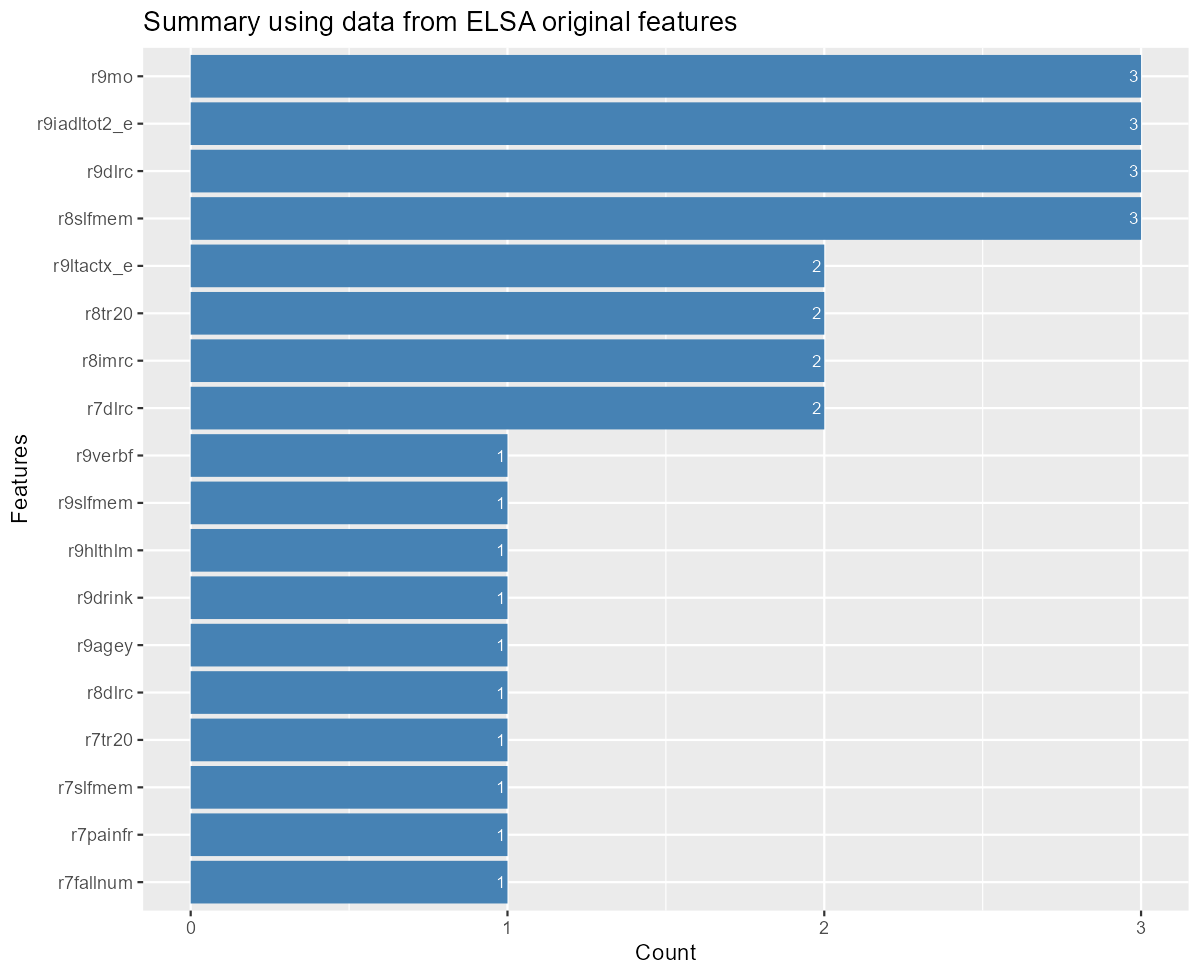 Summary using data from ELSA original features
r9mo
3
r9iadltot2_e
3
r9dlrc
3
r8slfmem
3
r9ltactx_e
2
r8tr20
2
r8imrc
2
r7dlrc
2
r9verbf
1
r9slfmem
1
r9hlthlm
1
r9drink
1
r9agey
1
r8dlrc
1
r7tr20
1
r7slfmem
1
r7painfr
1
r7fallnum
1
Features
0 1 2 3
Count